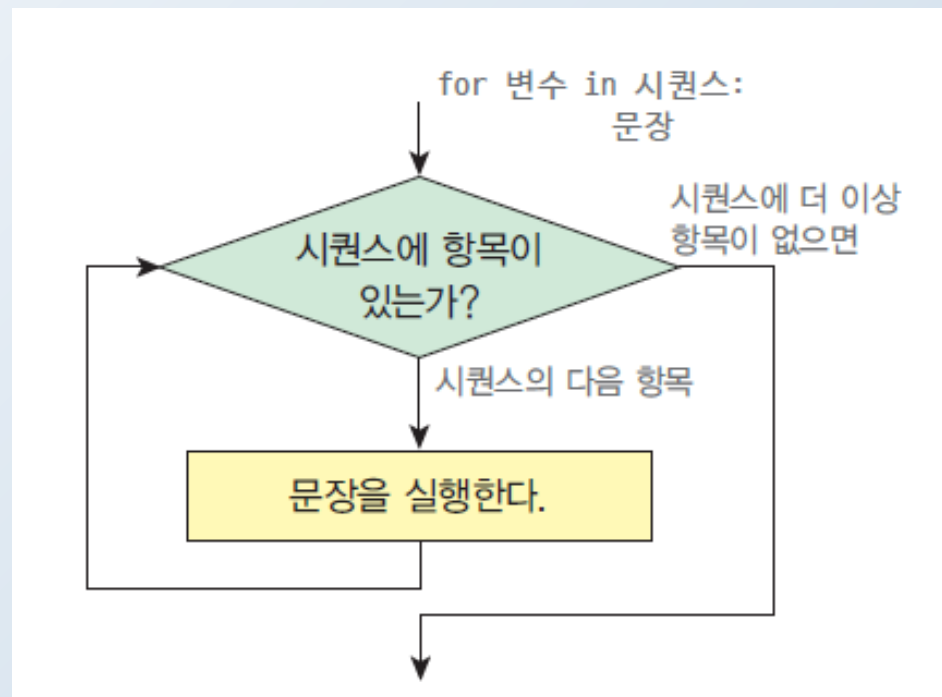 for 변수 in 시퀀스:
문장
시퀀스에 더 이상
항목이 없으면
시퀀스에 항목이
있는가?
시퀀스의 다음 항목
문장을 실행한다.